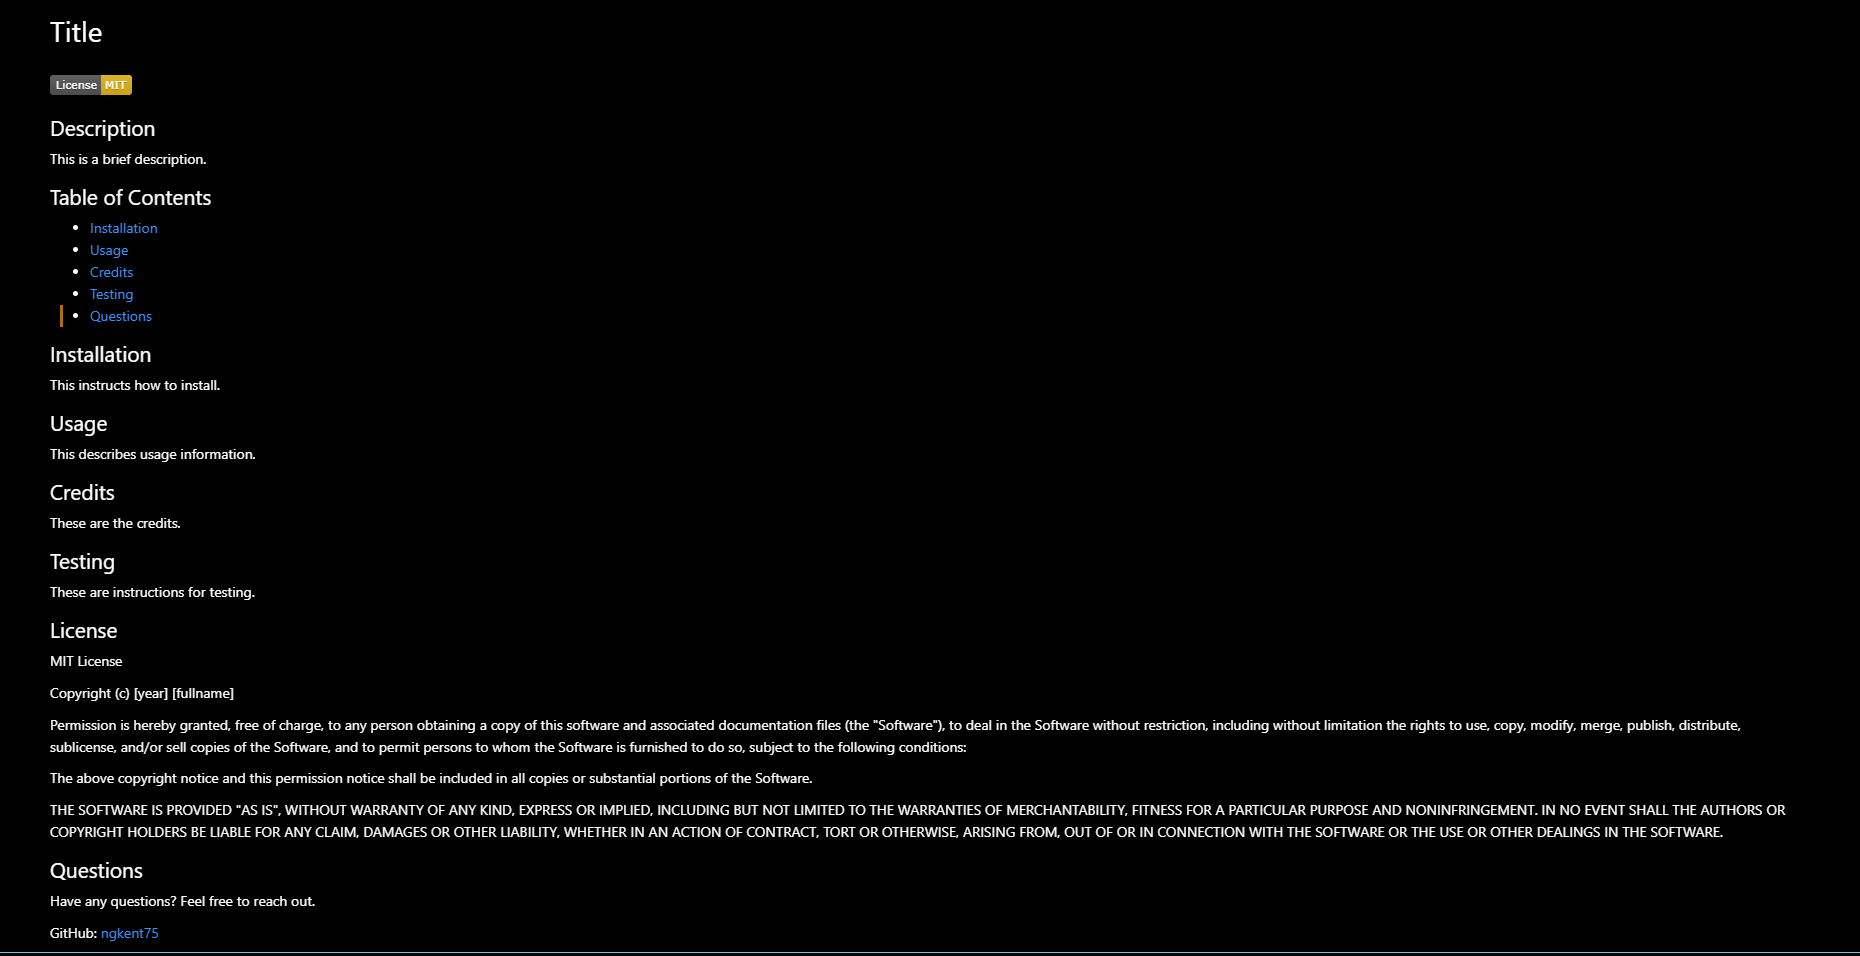 Title
License MIT
Description
This is a brief description.
Table of Contents
Installation
Usage
Credits
Testing
Questions
Installation
This instructs how to install.
Usage
This describes usage information.
Credits
These are the credits.
Testing
These are instructions for testing.
License
MIT License
Copyright (c) [year] [fullname]
Permission is hereby granted, free of charge, to any person obtaining a copy of this software and associated documentation files (the "Software"), to deal in the Software without restriction, including without limitation the rights to use, copy, modify, merge, publish, distribute,
sublicense, and/or sell copies of the Software, and to permit persons to whom the Software is furnished to do so, subject to the following conditions:
The above copyright notice and this permission notice shall be included in all copies or substantial portions of the Software.
THE SOFTWARE IS PROVIDED "AS IS", WITHOUT WARRANTY OF ANY KIND, EXPRESS OR IMPLIED, INCLUDING BUT NOT LIMITED TO THE WARRANTIES OF MERCHANTABILITY, FITNESS FOR A PARTICULAR PURPOSE AND NONINFRINGEMENT. IN NO EVENT SHALL THE AUTHORS OR
COPYRIGHT HOLDERS BE LIABLE FOR ANY CLAIM, DAMAGES OR OTHER LIABILITY, WHETHER IN AN ACTION OF CONTRACT, TORT OR OTHERWISE, ARISING FROM, OUT OF OR IN CONNECTION WITH THE SOFTWARE OR THE USE OR OTHER DEALINGS IN THE SOFTWARE.
Questions
Have any questions? Feel free to reach out.
GitHub: ngkent75